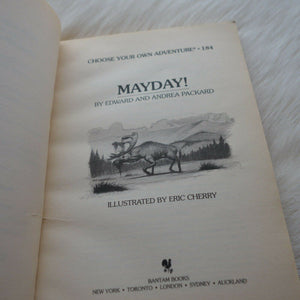 CHOOSE YOUR OWN ADVENTURE® • 184
MAYDAY!
BY EDWARD AND ANDREA PACKARD
ILLUSTRATED BY ERIC CHERRY
BANTAM BOOKS
NEW YORK • TORONTO • LONDON • SYDNEY • AUCKLAND